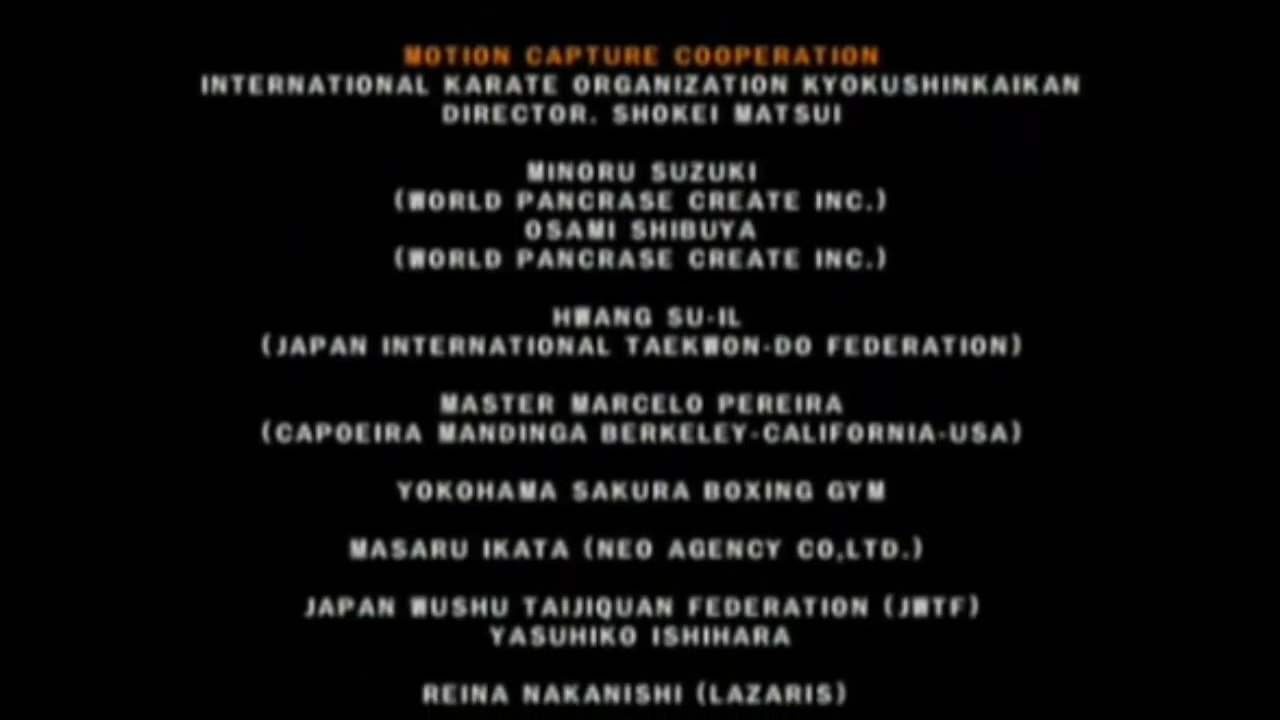 MOTION CAPTURE COOPERATION
INTERNATIONAL KARATE ORGANIZATION KYOKUSHINKAIKAN
DIRECTOR. SHOKEI MATSUI
MINORU SUZUKI
(WORLD PANCRASE CREATE INC.)
OSAMI SHIBUYA
(WORLD PANCRASE CREATE INC.)
HWANG SU-IL
(JAPAN INTERNATIONAL TAEKWON-DO FEDERATION)
MASTER MARCELO PEREIRA
(CAPOEIRA MANDINGA BERKELEY-CALIFORNIA-USA)
YOKOHAMA SAKURA BOXING GYM
MASARU IKATA (NEO AGENCY CO,LTD.)
JAPAN WUSHU TAIJIQUAN FEDERATION (JWTF)
YASUHIKO ISHIHARA
REINA NAKANISHI (LAZARIS)